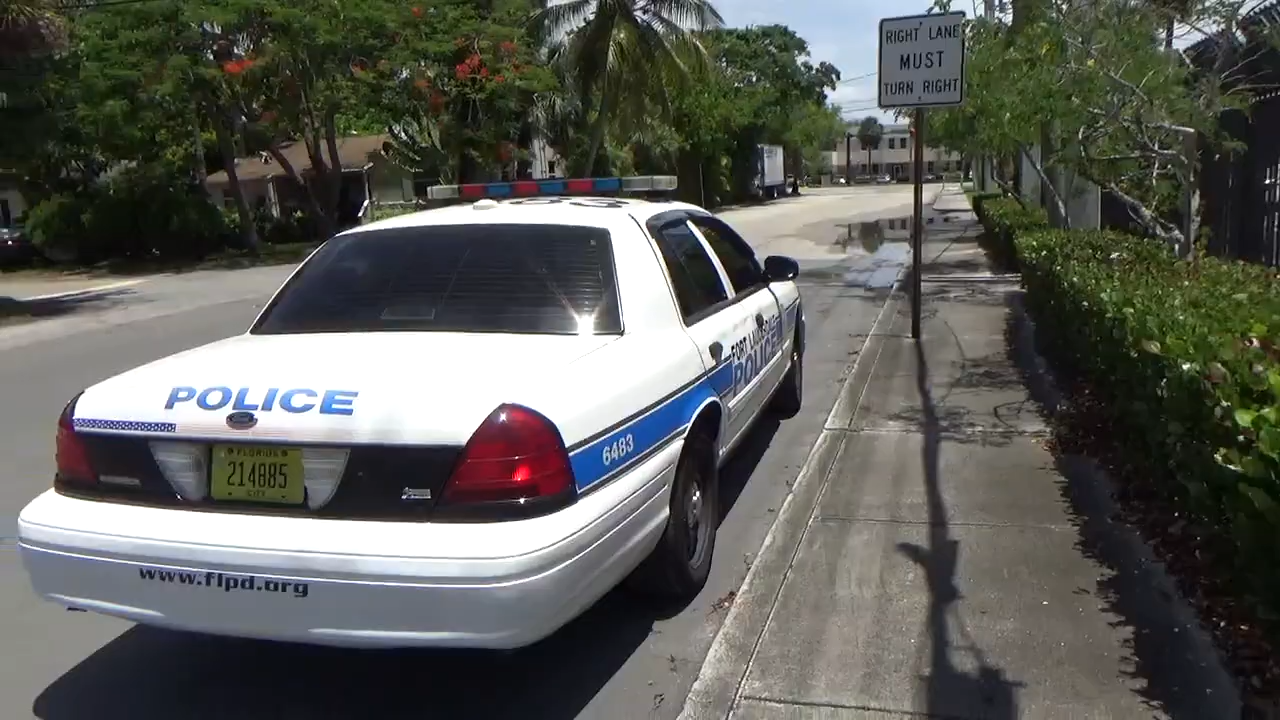 RIGHT LANE
MUST
TURN RIGHT
POLICE
FORT LAUDERDALE
POLICE
6483
FLORIDA
214885
CITY
www.flpd.org